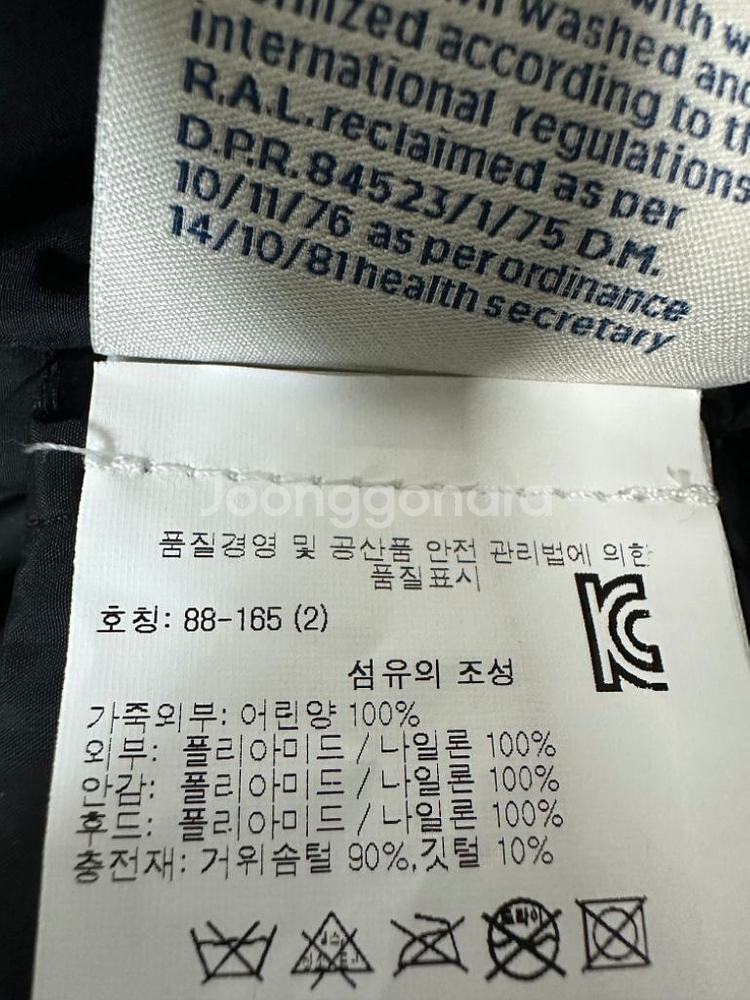 washed and
according to th
international regulations
R.A.L. reclaimed as per
D.P.R. 84523/1/75 D.M.
10/11/76 as per ordinance
14/10/81 health secretary
Joonggonara
품질경영 및 공산품 안전 관리법에 의한
품질표시
호칭: 88-165 (2)
섬유의 조성
가죽외부: 어린양 100%
외부: 폴리아미드 / 나일론 100%
안감: 폴리아미드 / 나일론 100%
후드: 폴리아미드 / 나일론 100%
충전재: 거위솜털 90%, 깃털 10%
드라이